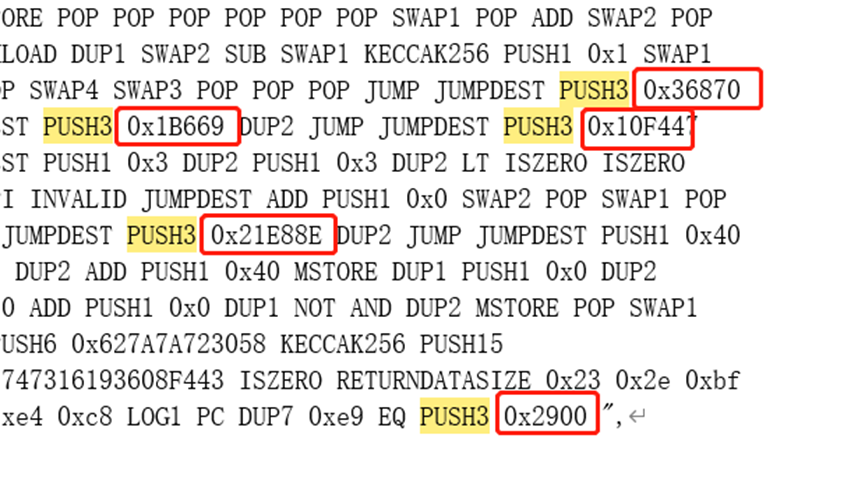 ORE POP POP POP POP POP POP SWAP1 POP ADD SWAP2 POP
LOAD DUP1 SWAP2 SUB SWAP1 KECCAK256 PUSH1 0x1 SWAP1
P SWAP4 SWAP3 POP POP POP JUMP JUMPDEST PUSH3 0x36870
ST PUSH3 0x1B669 DUP2 JUMP JUMPDEST PUSH3 0x10F447
ST PUSH1 0x3 DUP2 PUSH1 0x3 DUP2 LT ISZERO ISZERO
I INVALID JUMPDEST ADD PUSH1 0x0 SWAP2 POP SWAP1 POP
JUMPDEST PUSH3 0x21E88E DUP2 JUMP JUMPDEST PUSH1 0x40
DUP2 ADD PUSH1 0x40 MSTORE DUP1 PUSH1 0x0 DUP2
0 ADD PUSH1 0x0 DUP1 NOT AND DUP2 MSTORE POP SWAP1
PUSH6 0x627A7A723058 KECCAK256 PUSH15
747316193608F443 ISZERO RETURNDATASIZE 0x23 0x2e 0xbf
xe4 0xc8 LOG1 PC DUP7 0xe9 EQ PUSH3 0x2900 ",↵